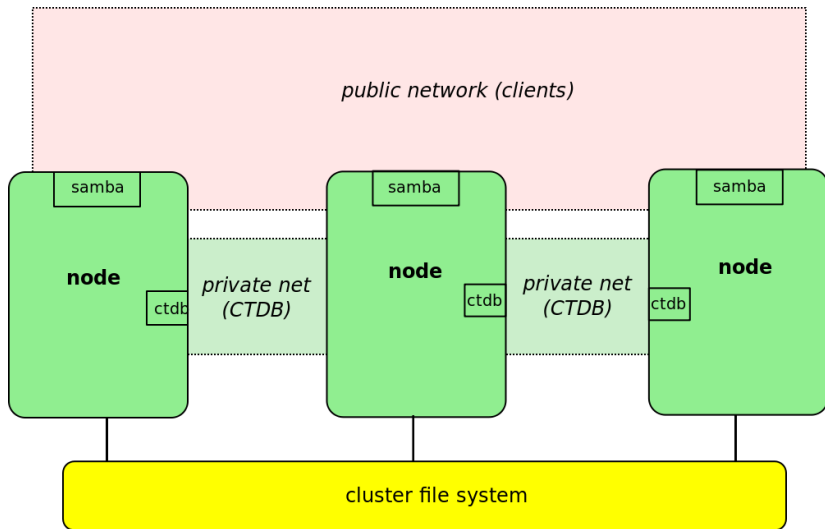 public network (clients)
samba
samba
samba
node
node
node
private net
(CTDB)
private net
(CTDB)
ctdb
ctdb
ctdb
cluster file system